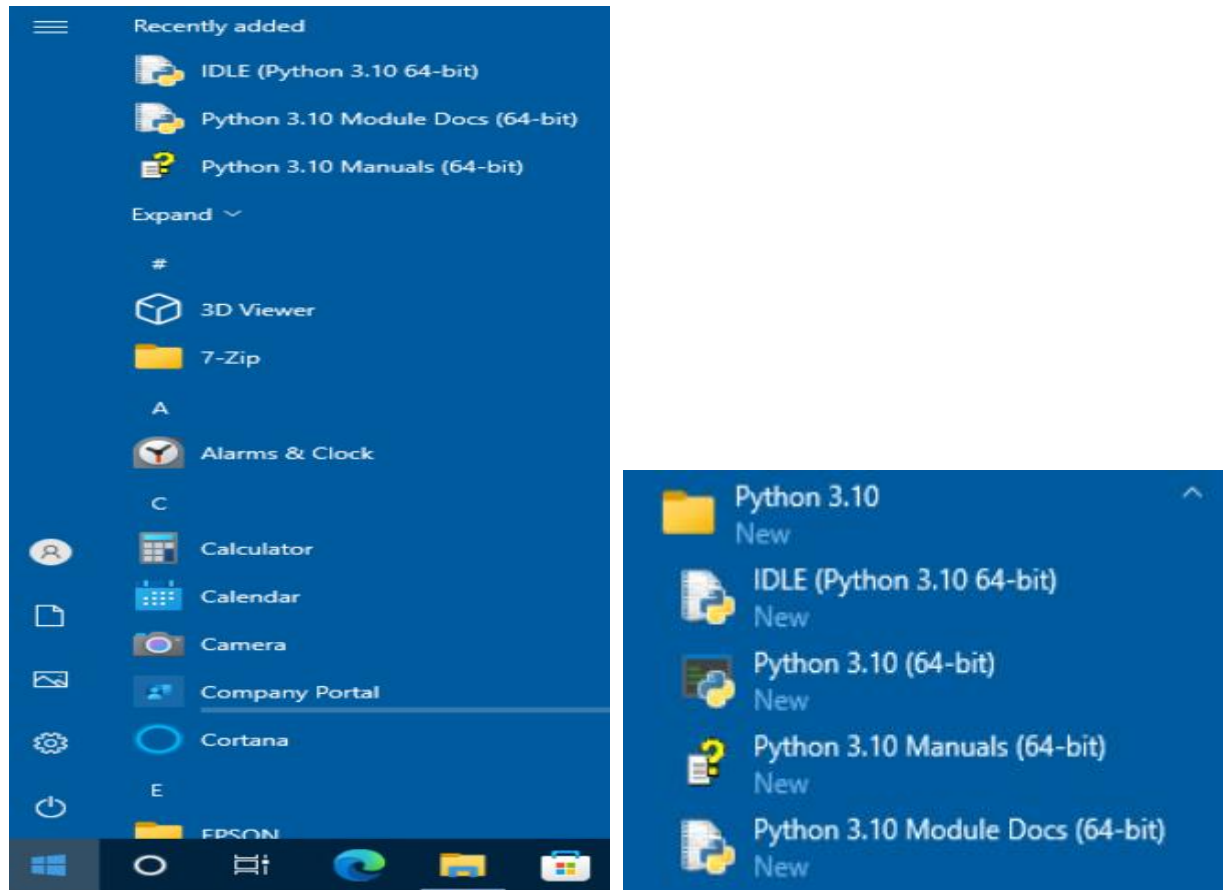 Recently added
IDLE (Python 3.10 64-bit)
Python 3.10 Module Docs (64-bit)
Python 3.10 Manuals (64-bit)
Expand
#
3D Viewer
7-Zip
A
Alarms & Clock
C
Calculator
Calendar
Camera
Company Portal
Cortana
E
EPSON
Python 3.10
New
IDLE (Python 3.10 64-bit)
New
Python 3.10 (64-bit)
New
Python 3.10 Manuals (64-bit)
New
Python 3.10 Module Docs (64-bit)
New